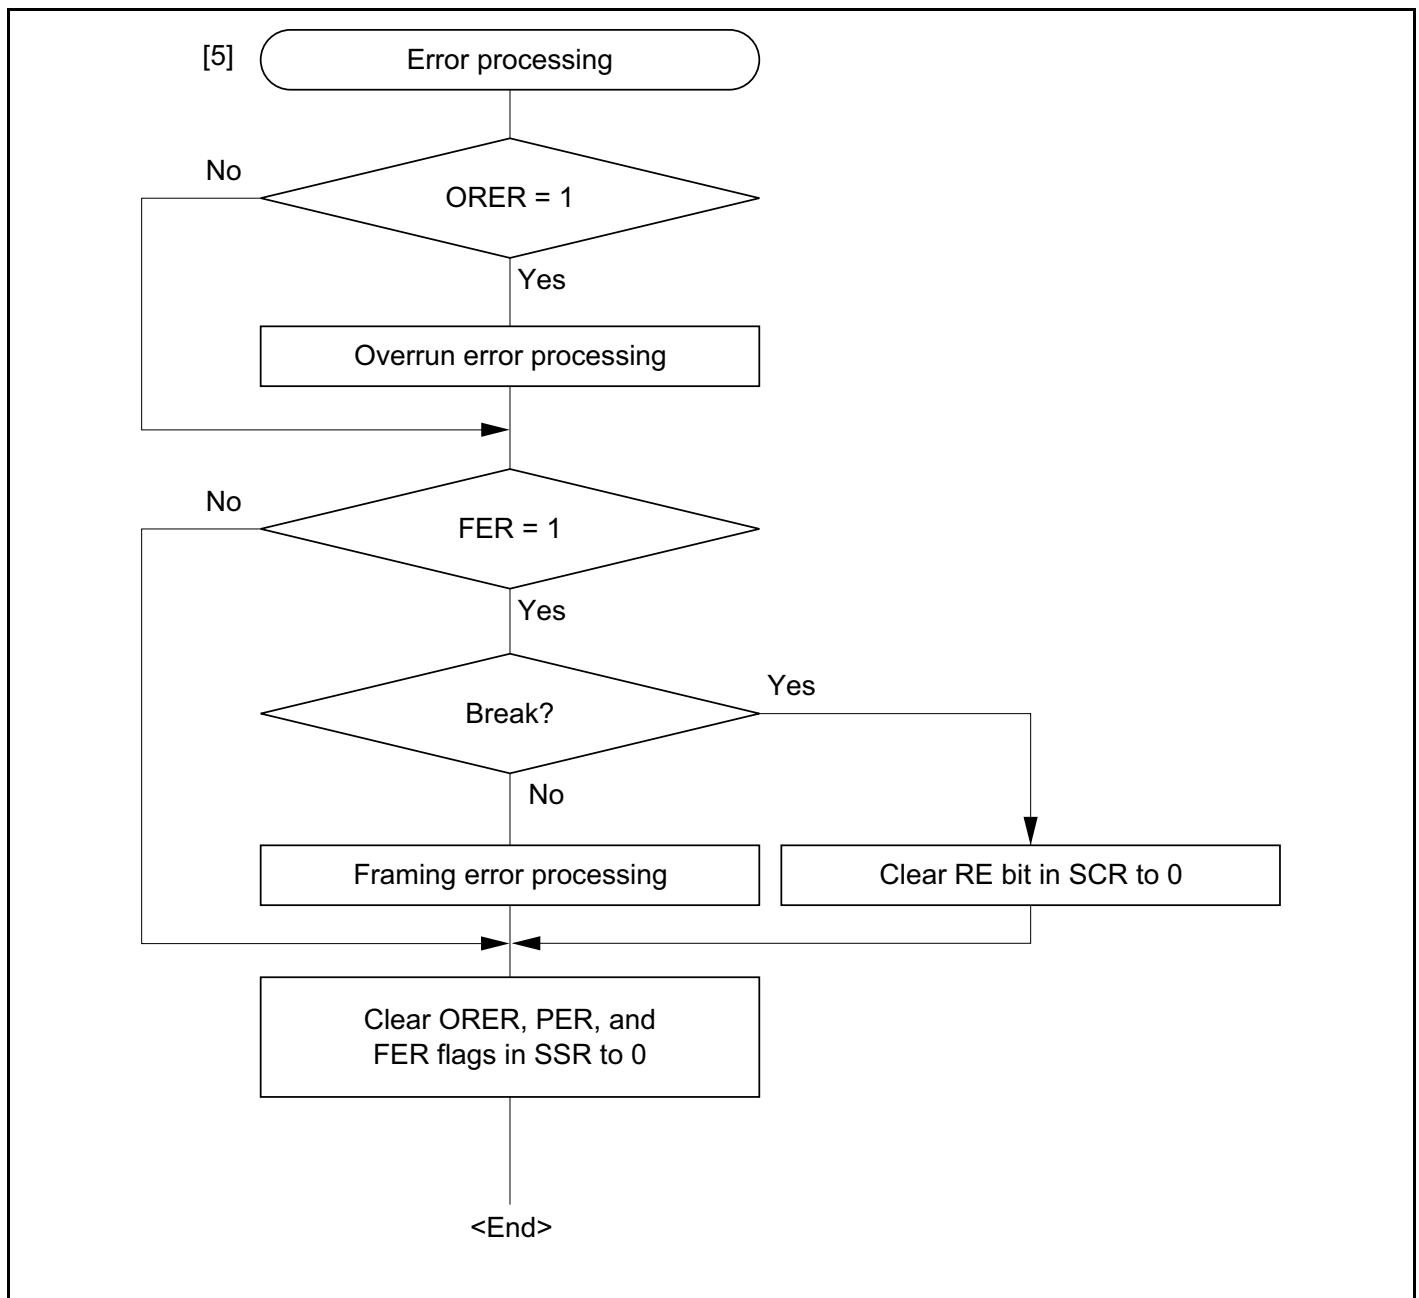 [5]
Error processing
No
ORER = 1
Yes
Overrun error processing
No
FER = 1
Yes
Break?
Yes
No
Framing error processing
Clear RE bit in SCR to 0
Clear ORER, PER, and
FER flags in SSR to 0
<End>